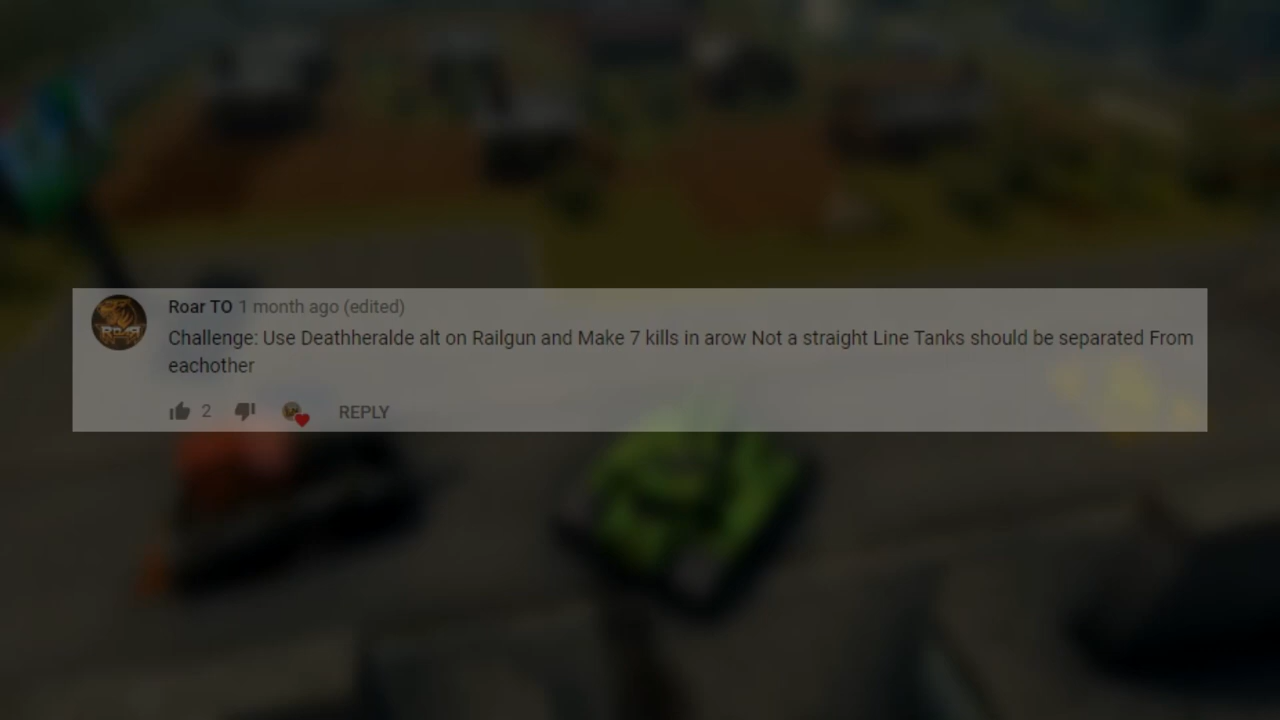 Roar TO 1 month ago (edited)
Challenge: Use Deathheralde alt on Railgun and Make 7 kills in arow Not a straight Line Tanks should be separated From
eachother
2 REPLY
ROAR